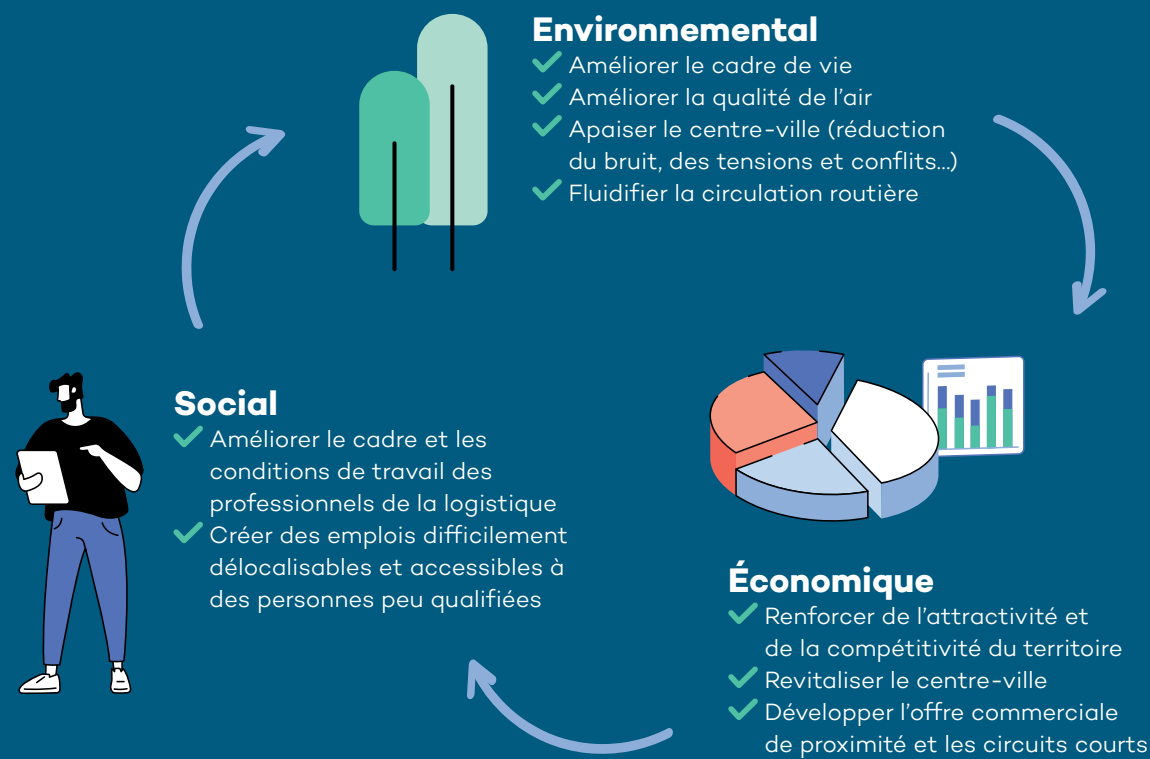 Environnemental
Améliorer le cadre de vie
Améliorer la qualité de l'air
Apaiser le centre-ville (réduction
du bruit, des tensions et conflits...)
Fluidifier la circulation routière
Social
Améliorer le cadre et les
conditions de travail des
professionnels de la logistique
Créer des emplois difficilement
délocalisables et accessibles à
des personnes peu qualifiées
Économique
Renforcer de l'attractivité et
de la compétitivité du territoire
Revitaliser le centre-ville
Développer l'offre commerciale
de proximité et les circuits courts